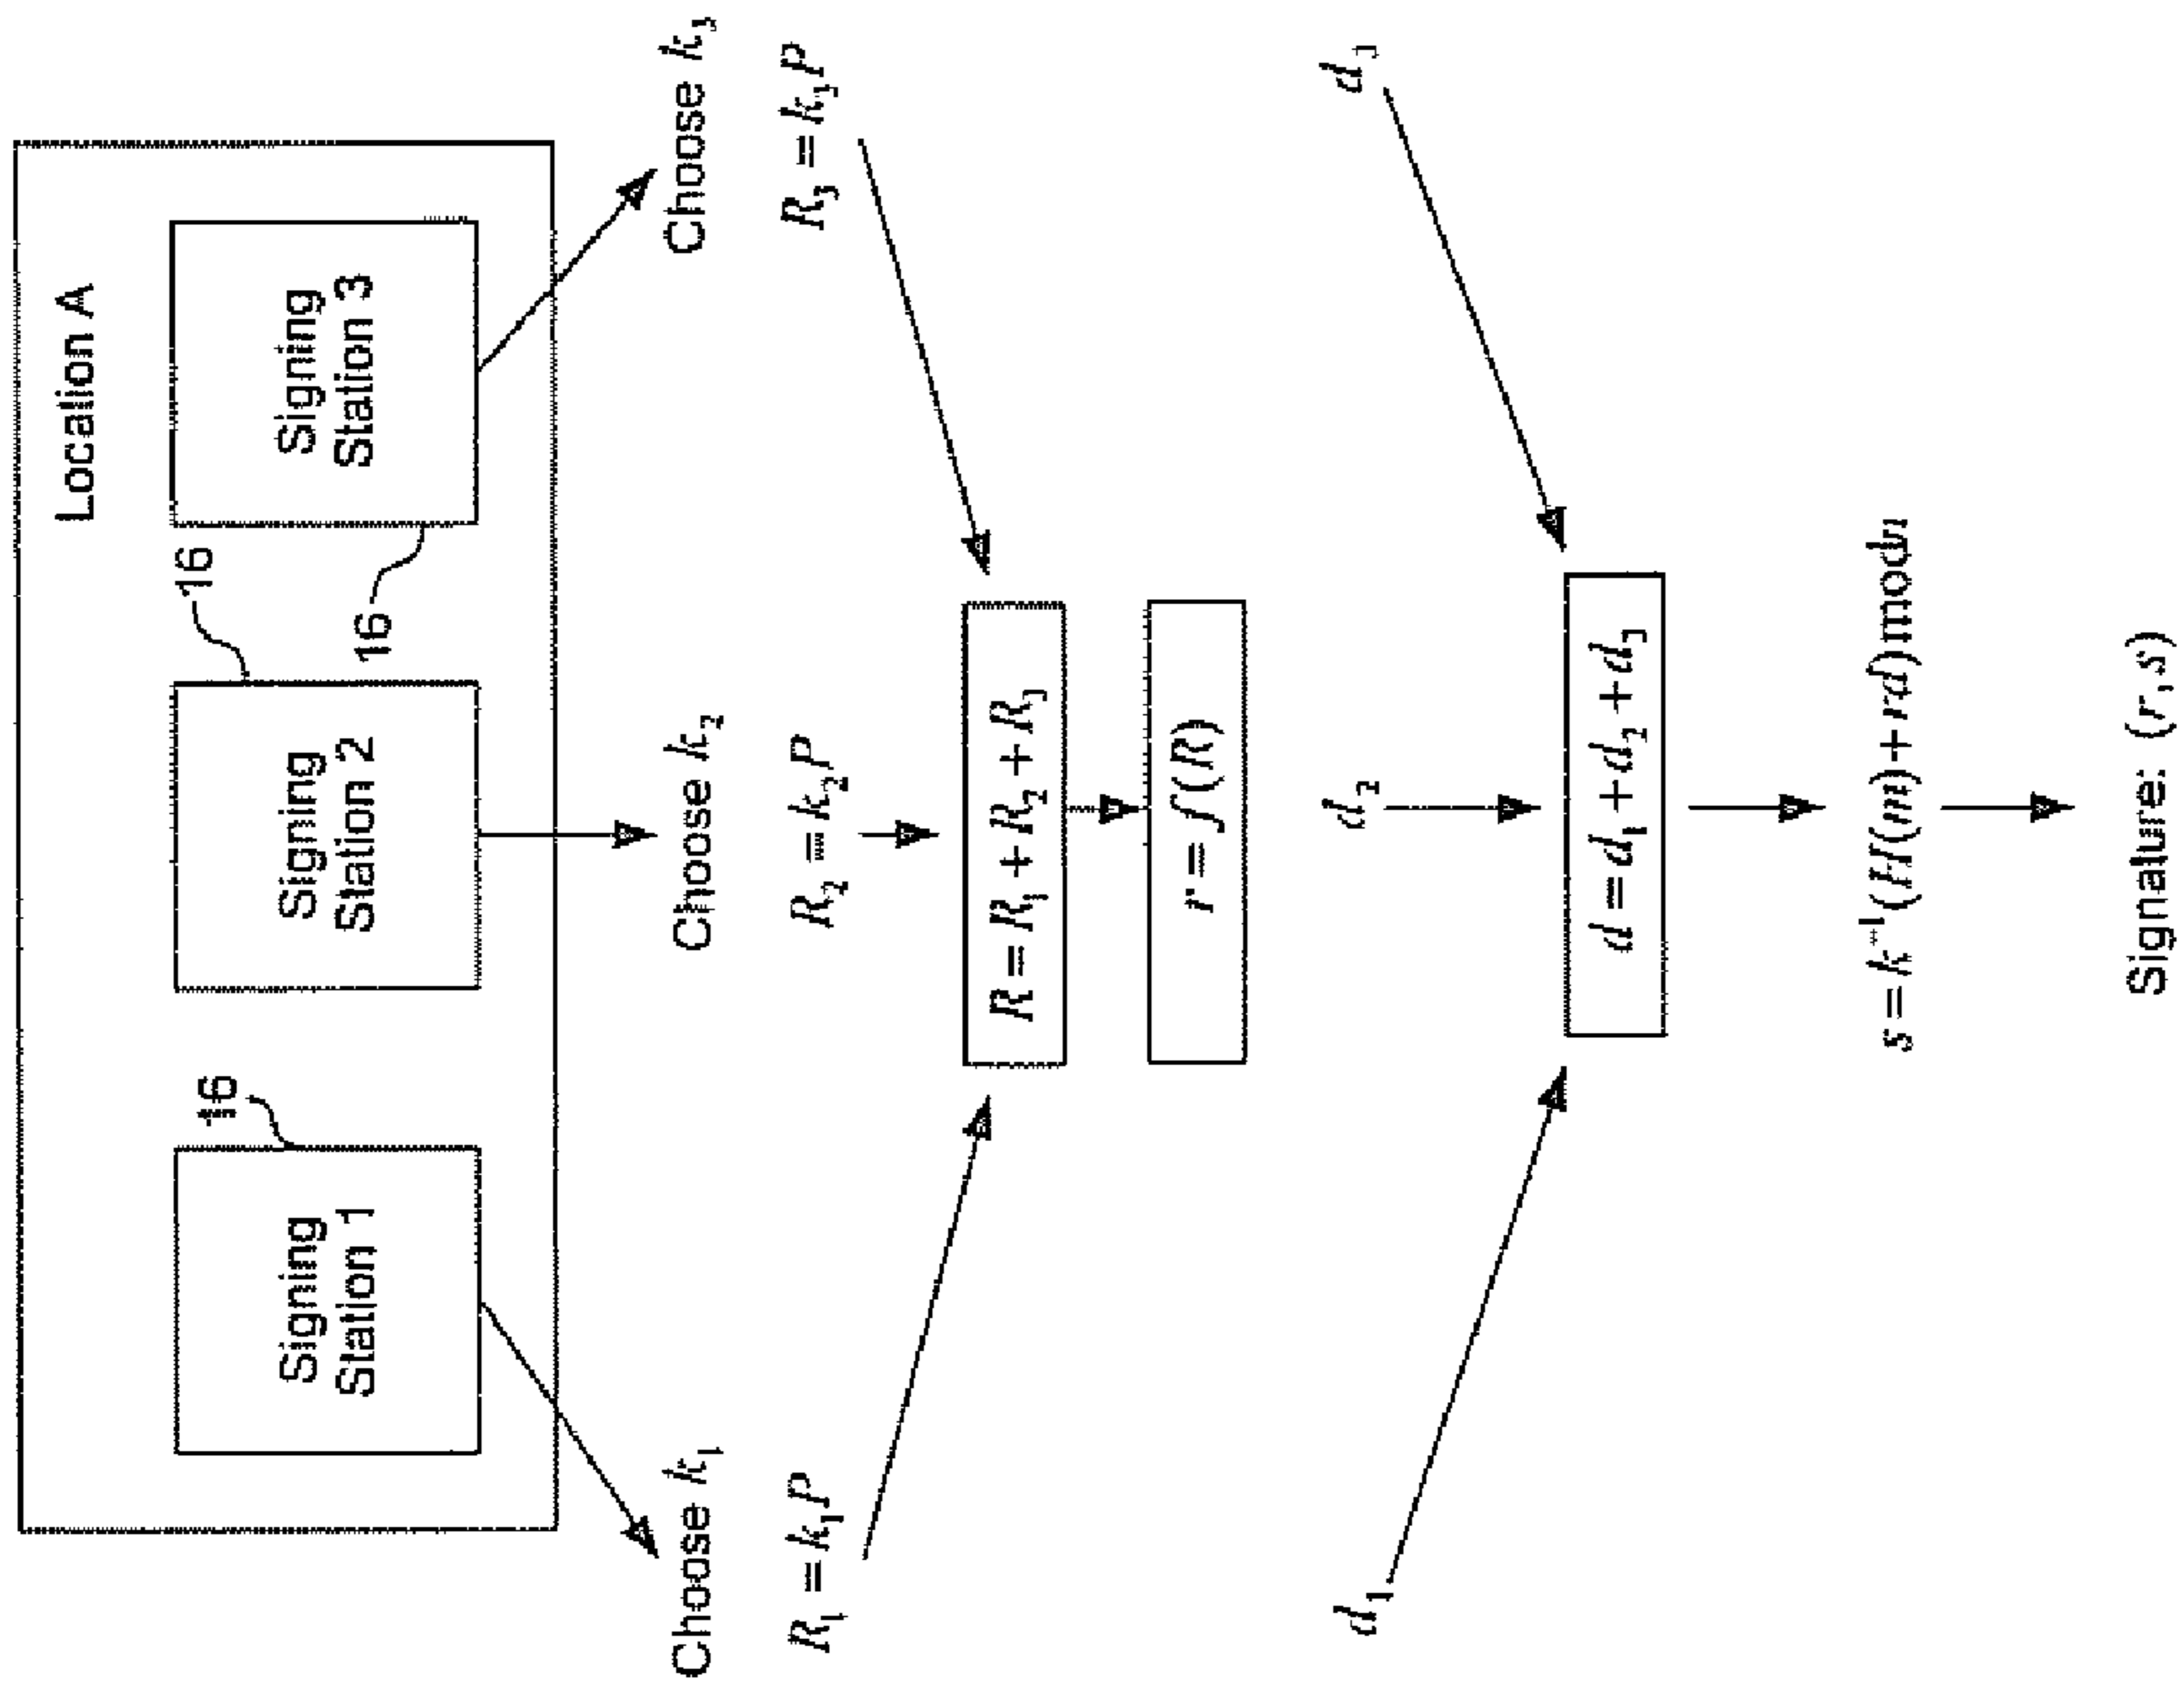 Location A
Signing
Station 1
16
Signing
Station 2
16
Signing
Station 3
16
Choose k₁
Choose k₂
Choose k₃
R₁ = k₁P
R₂ = k₂P
R₃ = k₃P
R = R₁ + R₂ + R₃
r = f(R)
d₁
d₂
d₃
d = d₁ + d₂ + d₃
s = k⁻¹(H(m) + rd) mod n
Signature: (r, s)